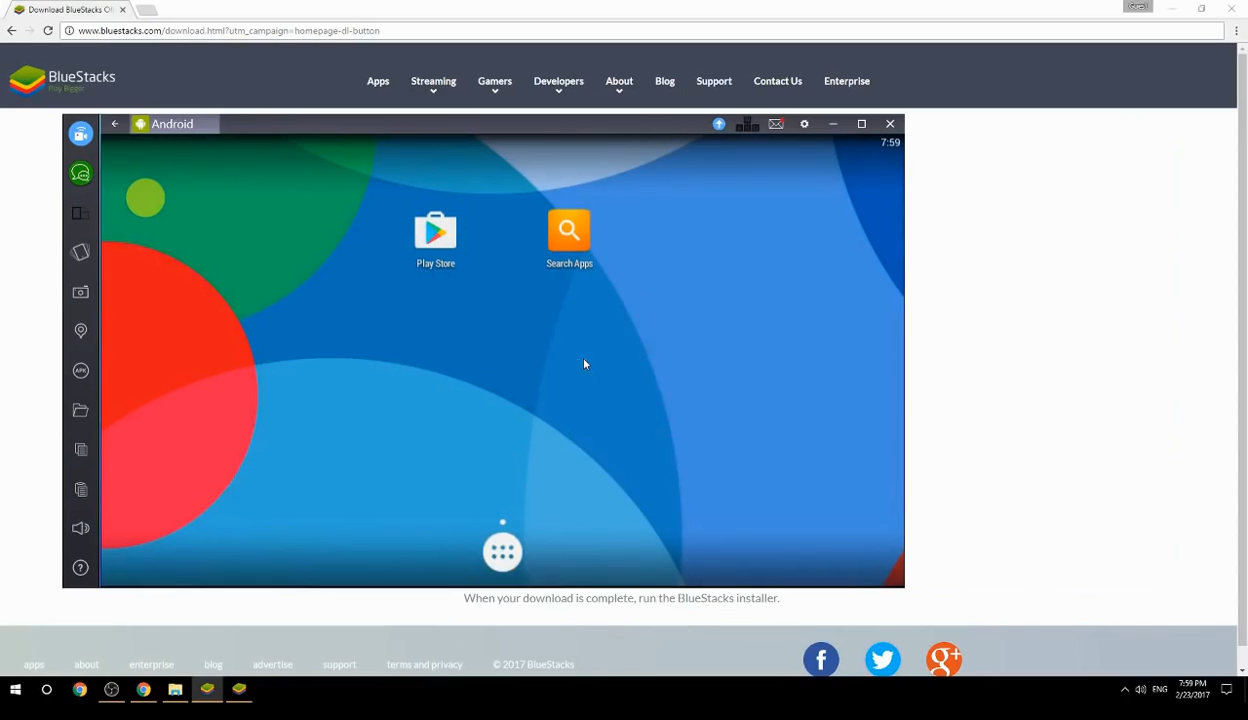 Download BlueStacks Of
Guest
www.bluestacks.com/download.html?utm_campaign=homepage-dl-button
BlueStacks
Play Bigger
Apps Streaming Gamers Developers About Blog Support Contact Us Enterprise
Android
7:59
Play Store Search Apps
APK
When your download is complete, run the BlueStacks installer.
apps about enterprise blog advertise support terms and privacy © 2017 BlueStacks
ENG
7:59 PM
2/23/2017